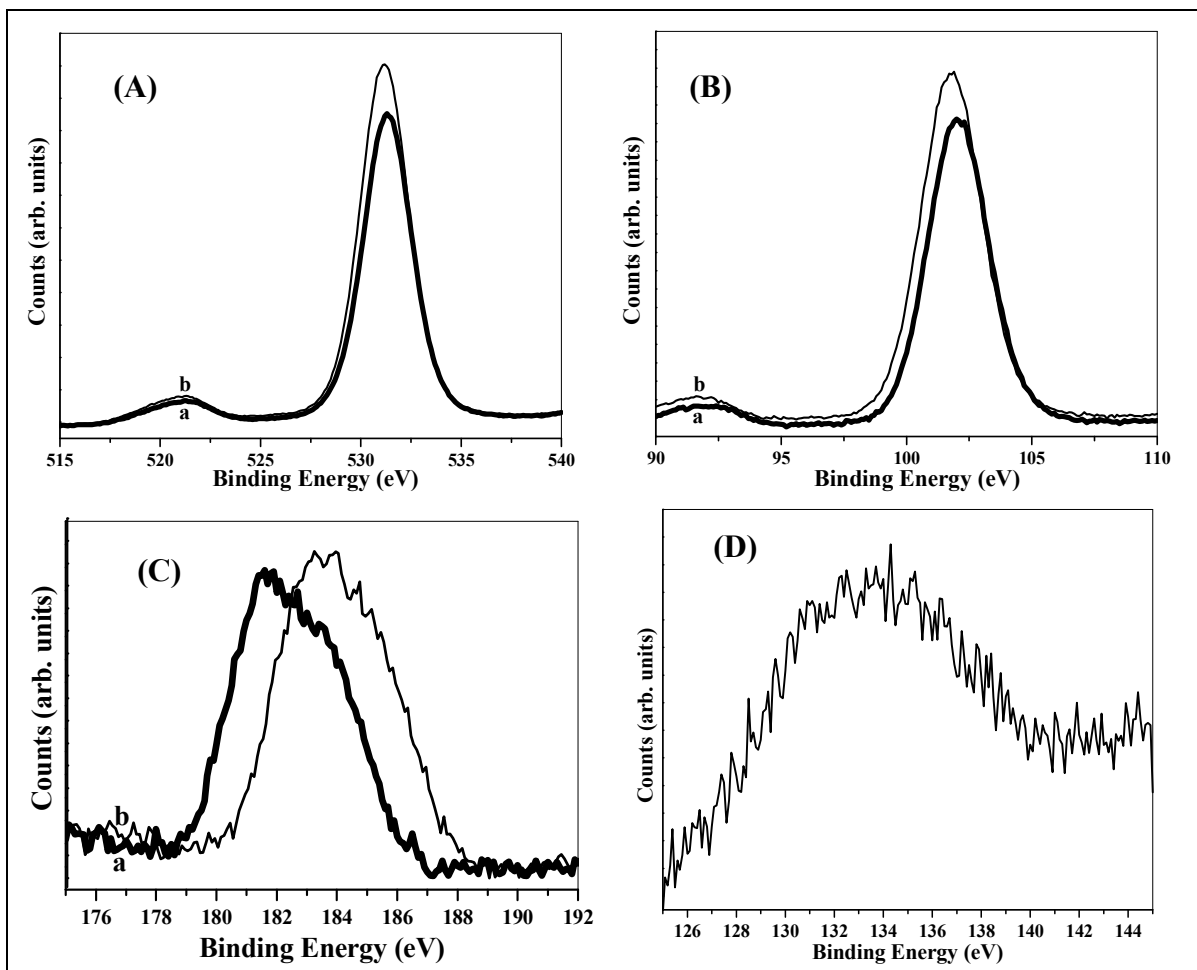 (A)
Counts (arb. units)
b
a
515 520 525 530 535 540
Binding Energy (eV)
(B)
Counts (arb. units)
b
a
90 95 100 105 110
Binding Energy (eV)
(C)
Counts (arb. units)
b
a
176 178 180 182 184 186 188 190 192
Binding Energy (eV)
(D)
Counts (arb. units)
126 128 130 132 134 136 138 140 142 144
Binding Energy (eV)